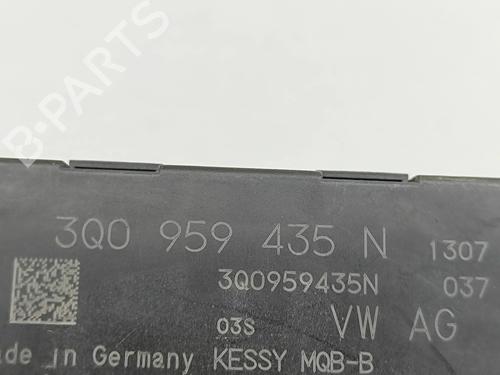 B-PARTS
3Q0 959 435 N 1307
3Q0959435N 037
03S VW AG
ade in Germany KESSY MQB-B